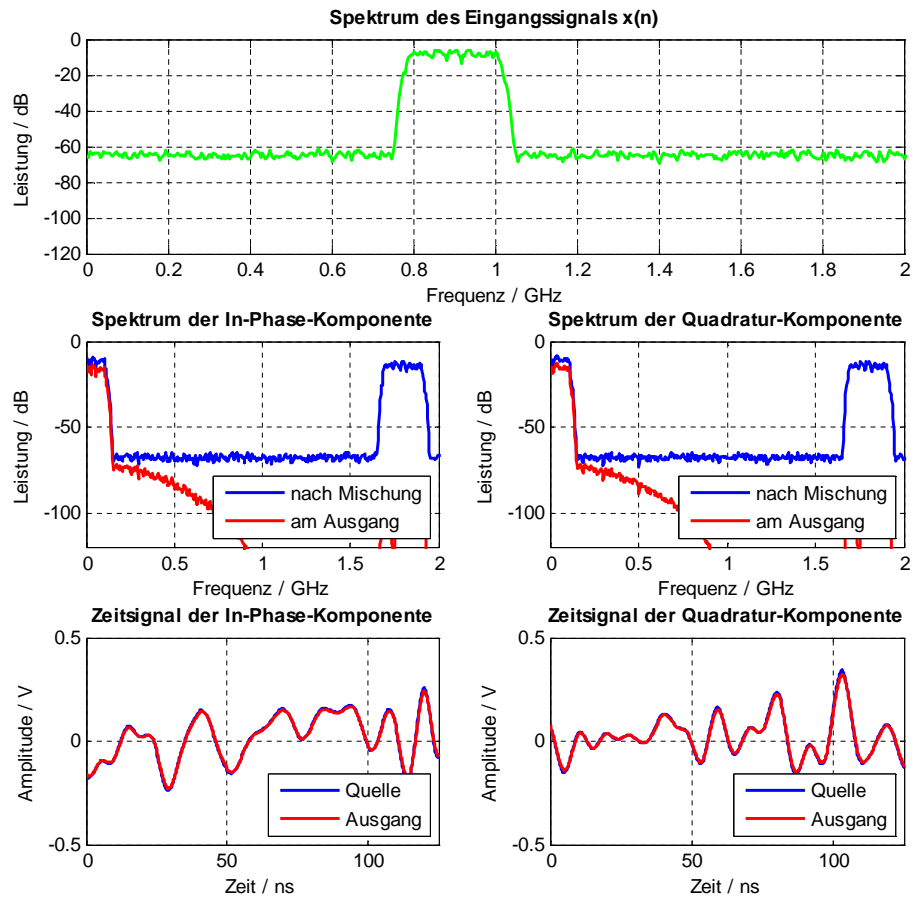 Spektrum des Eingangssignals x(n)
0
-20
-40
-60
-80
-100
-120
Leistung / dB
0 0.2 0.4 0.6 0.8 1 1.2 1.4 1.6 1.8 2
Frequenz / GHz
Spektrum der In-Phase-Komponente
0
-50
-100
Leistung / dB
nach Mischung
am Ausgang
0 0.5 1 1.5 2
Frequenz / GHz
Spektrum der Quadratur-Komponente
0
-50
-100
Leistung / dB
nach Mischung
am Ausgang
0 0.5 1 1.5 2
Frequenz / GHz
Zeitsignal der In-Phase-Komponente
0.5
0
-0.5
Amplitude / V
Quelle
Ausgang
0 50 100
Zeit / ns
Zeitsignal der Quadratur-Komponente
0.5
0
-0.5
Amplitude / V
Quelle
Ausgang
0 50 100
Zeit / ns